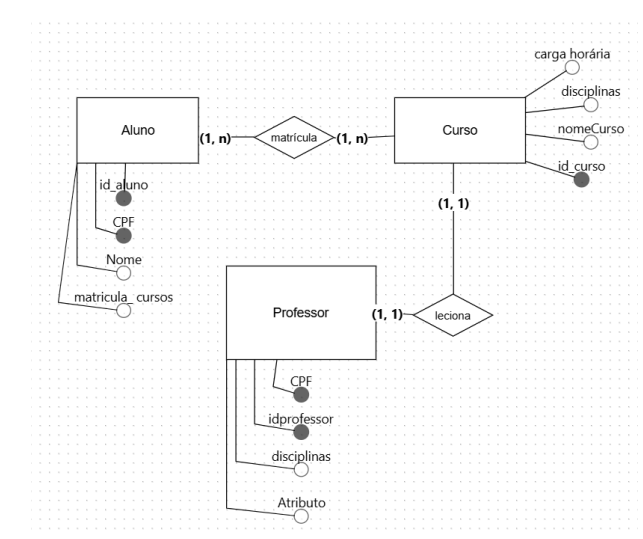 carga horária
disciplinas
Aluno
(1, n)
matrícula
(1, n)
Curso
nomeCurso
id_curso
id_aluno
CPF
Nome
matricula_ cursos
(1, 1)
Professor
(1, 1)
leciona
CPF
idprofessor
disciplinas
Atributo